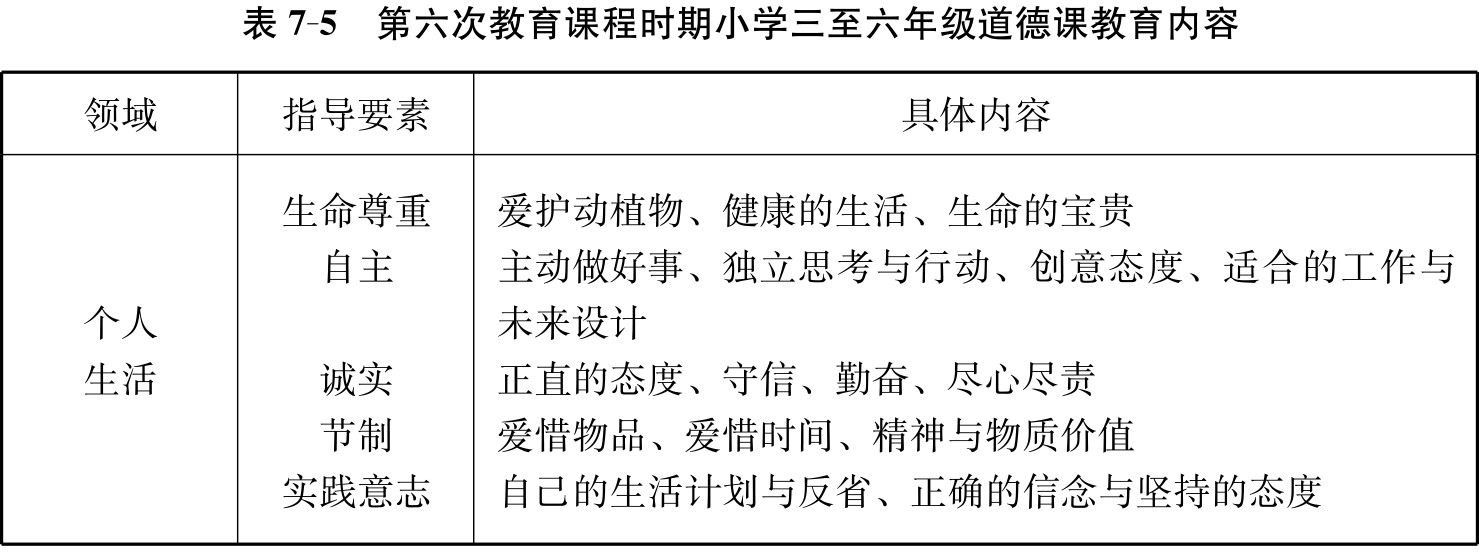 表 7-5 第六次教育课程时期小学三至六年级道德课教育内容
领域 指导要素 具体内容
生命尊重 爱护动植物、健康的生活、生命的宝贵
自主 主动做好事、独立思考与行动、创意态度、适合的工作与
个人 未来设计
生活 诚实 正直的态度、守信、勤奋、尽心尽责
节制 爱惜物品、爱惜时间、精神与物质价值
实践意志 自己的生活计划与反省、正确的信念与坚持的态度